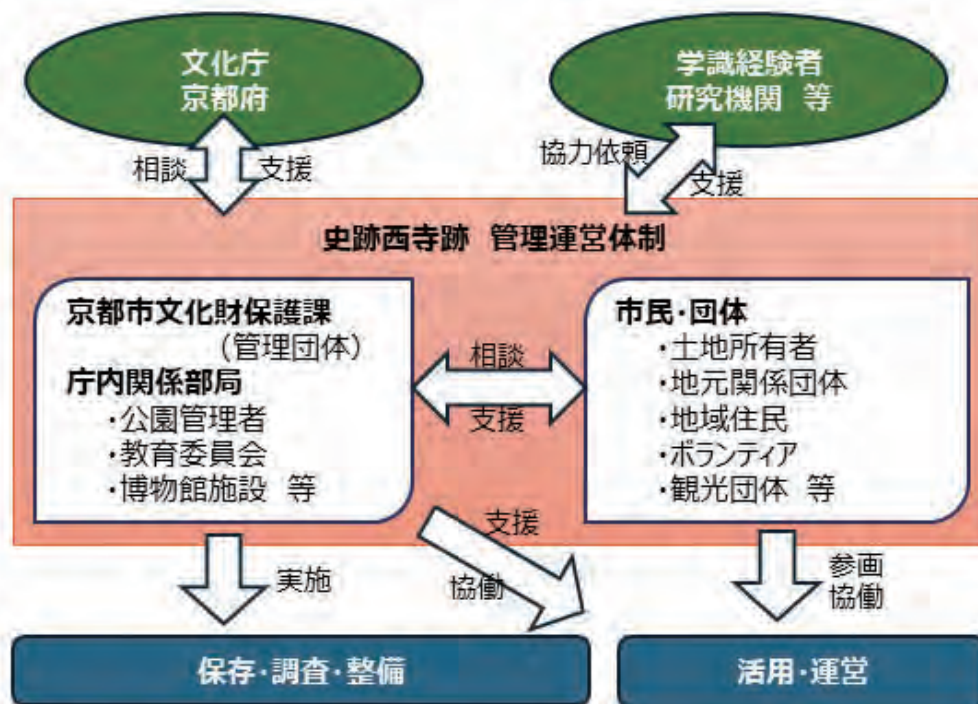 文化庁
京都府
学識経験者
研究機関 等
相談
支援
協力依頼
支援
史跡西寺跡 管理運営体制
京都市文化財保護課
（管理団体）
庁内関係部局
・公園管理者
・教育委員会
・博物館施設 等
相談
支援
市民・団体
・土地所有者
・地元関係団体
・地域住民
・ボランティア
・観光団体 等
実施
支援
協働
参画
協働
保存・調査・整備
活用・運営